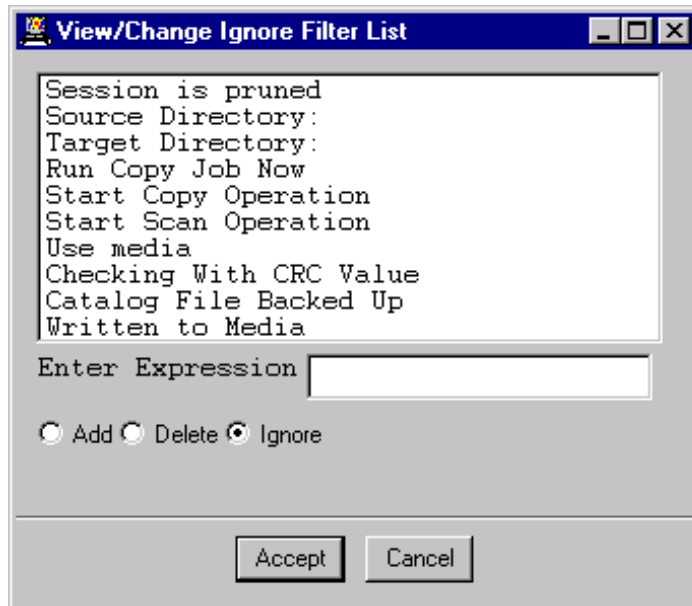 View/Change Ignore Filter List
Session is pruned
Source Directory:
Target Directory:
Run Copy Job Now
Start Copy Operation
Start Scan Operation
Use media
Checking With CRC Value
Catalog File Backed Up
Written to Media
Enter Expression
Add Delete Ignore
Accept Cancel